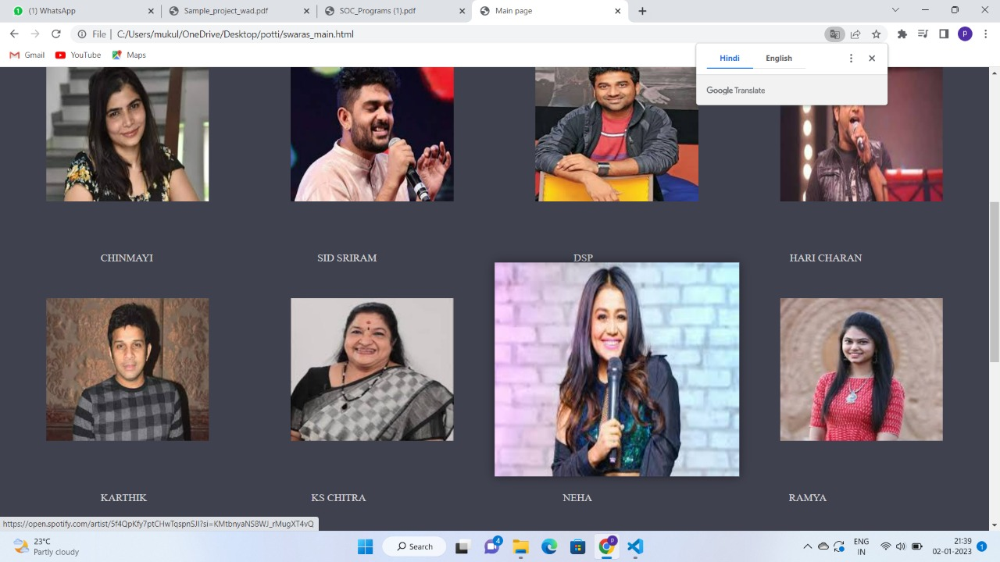 (1) WhatsApp
Sample_project_wad.pdf
SOC_Programs (1).pdf
Main page
File | C:/Users/mukul/OneDrive/Desktop/potti/aaras_main.html
P
Gmail
YouTube
Maps
Hindi
English
Google Translate
CHINMAYI
SID SRIRAM
DSP
HARI CHARAN
KARTHIK
KS CHITRA
NEHA
RAMYA
https://open.spotify.com/artist/5f4QpKfy7ptCHwTqspnSJI?si=KMtbnyaNS8WJ_rMugXT4vQ
23°C
Partly cloudy
Search
4
P
ENG
IN
21:39
02-01-2023
1